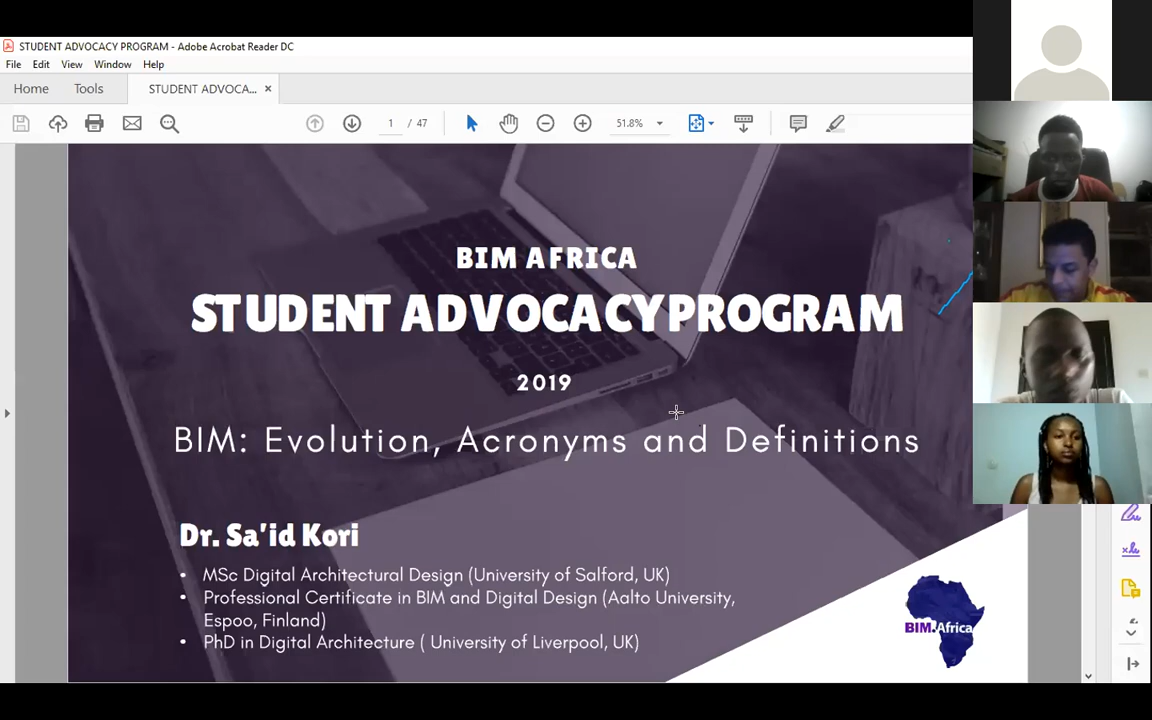 STUDENT ADVOCACY PROGRAM - Adobe Acrobat Reader DC
File Edit View Window Help
Home Tools STUDENT ADVOCA... ×
1 / 47 51.8%
BIM AFRICA
STUDENT ADVOCACYPROGRAM
2019
BIM: Evolution, Acronyms and Definitions
Dr. Sa'id Kori
• MSc Digital Architectural Design (University of Salford, UK)
• Professional Certificate in BIM and Digital Design (Aalto University,
Espoo, Finland)
• PhD in Digital Architecture ( University of Liverpool, UK)
BIM.Africa